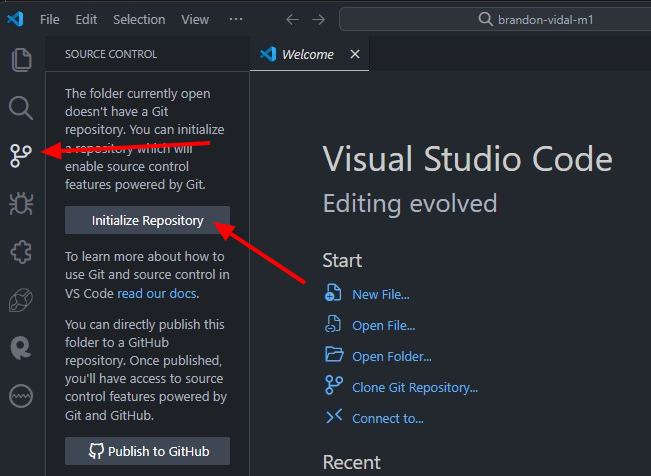 File Edit Selection View ··· brandon-vidal-m1
SOURCE CONTROL
Welcome
The folder currently open
doesn't have a Git
repository. You can initialize
a repository which will
enable source control
features powered by Git.
Initialize Repository
To learn more about how to
use Git and source control in
VS Code read our docs.
You can directly publish this
folder to a GitHub
repository. Once published,
you'll have access to source
control features powered by
Git and GitHub.
Publish to GitHub
Visual Studio Code
Editing evolved
Start
New File...
Open File...
Open Folder...
Clone Git Repository...
Connect to...
Recent